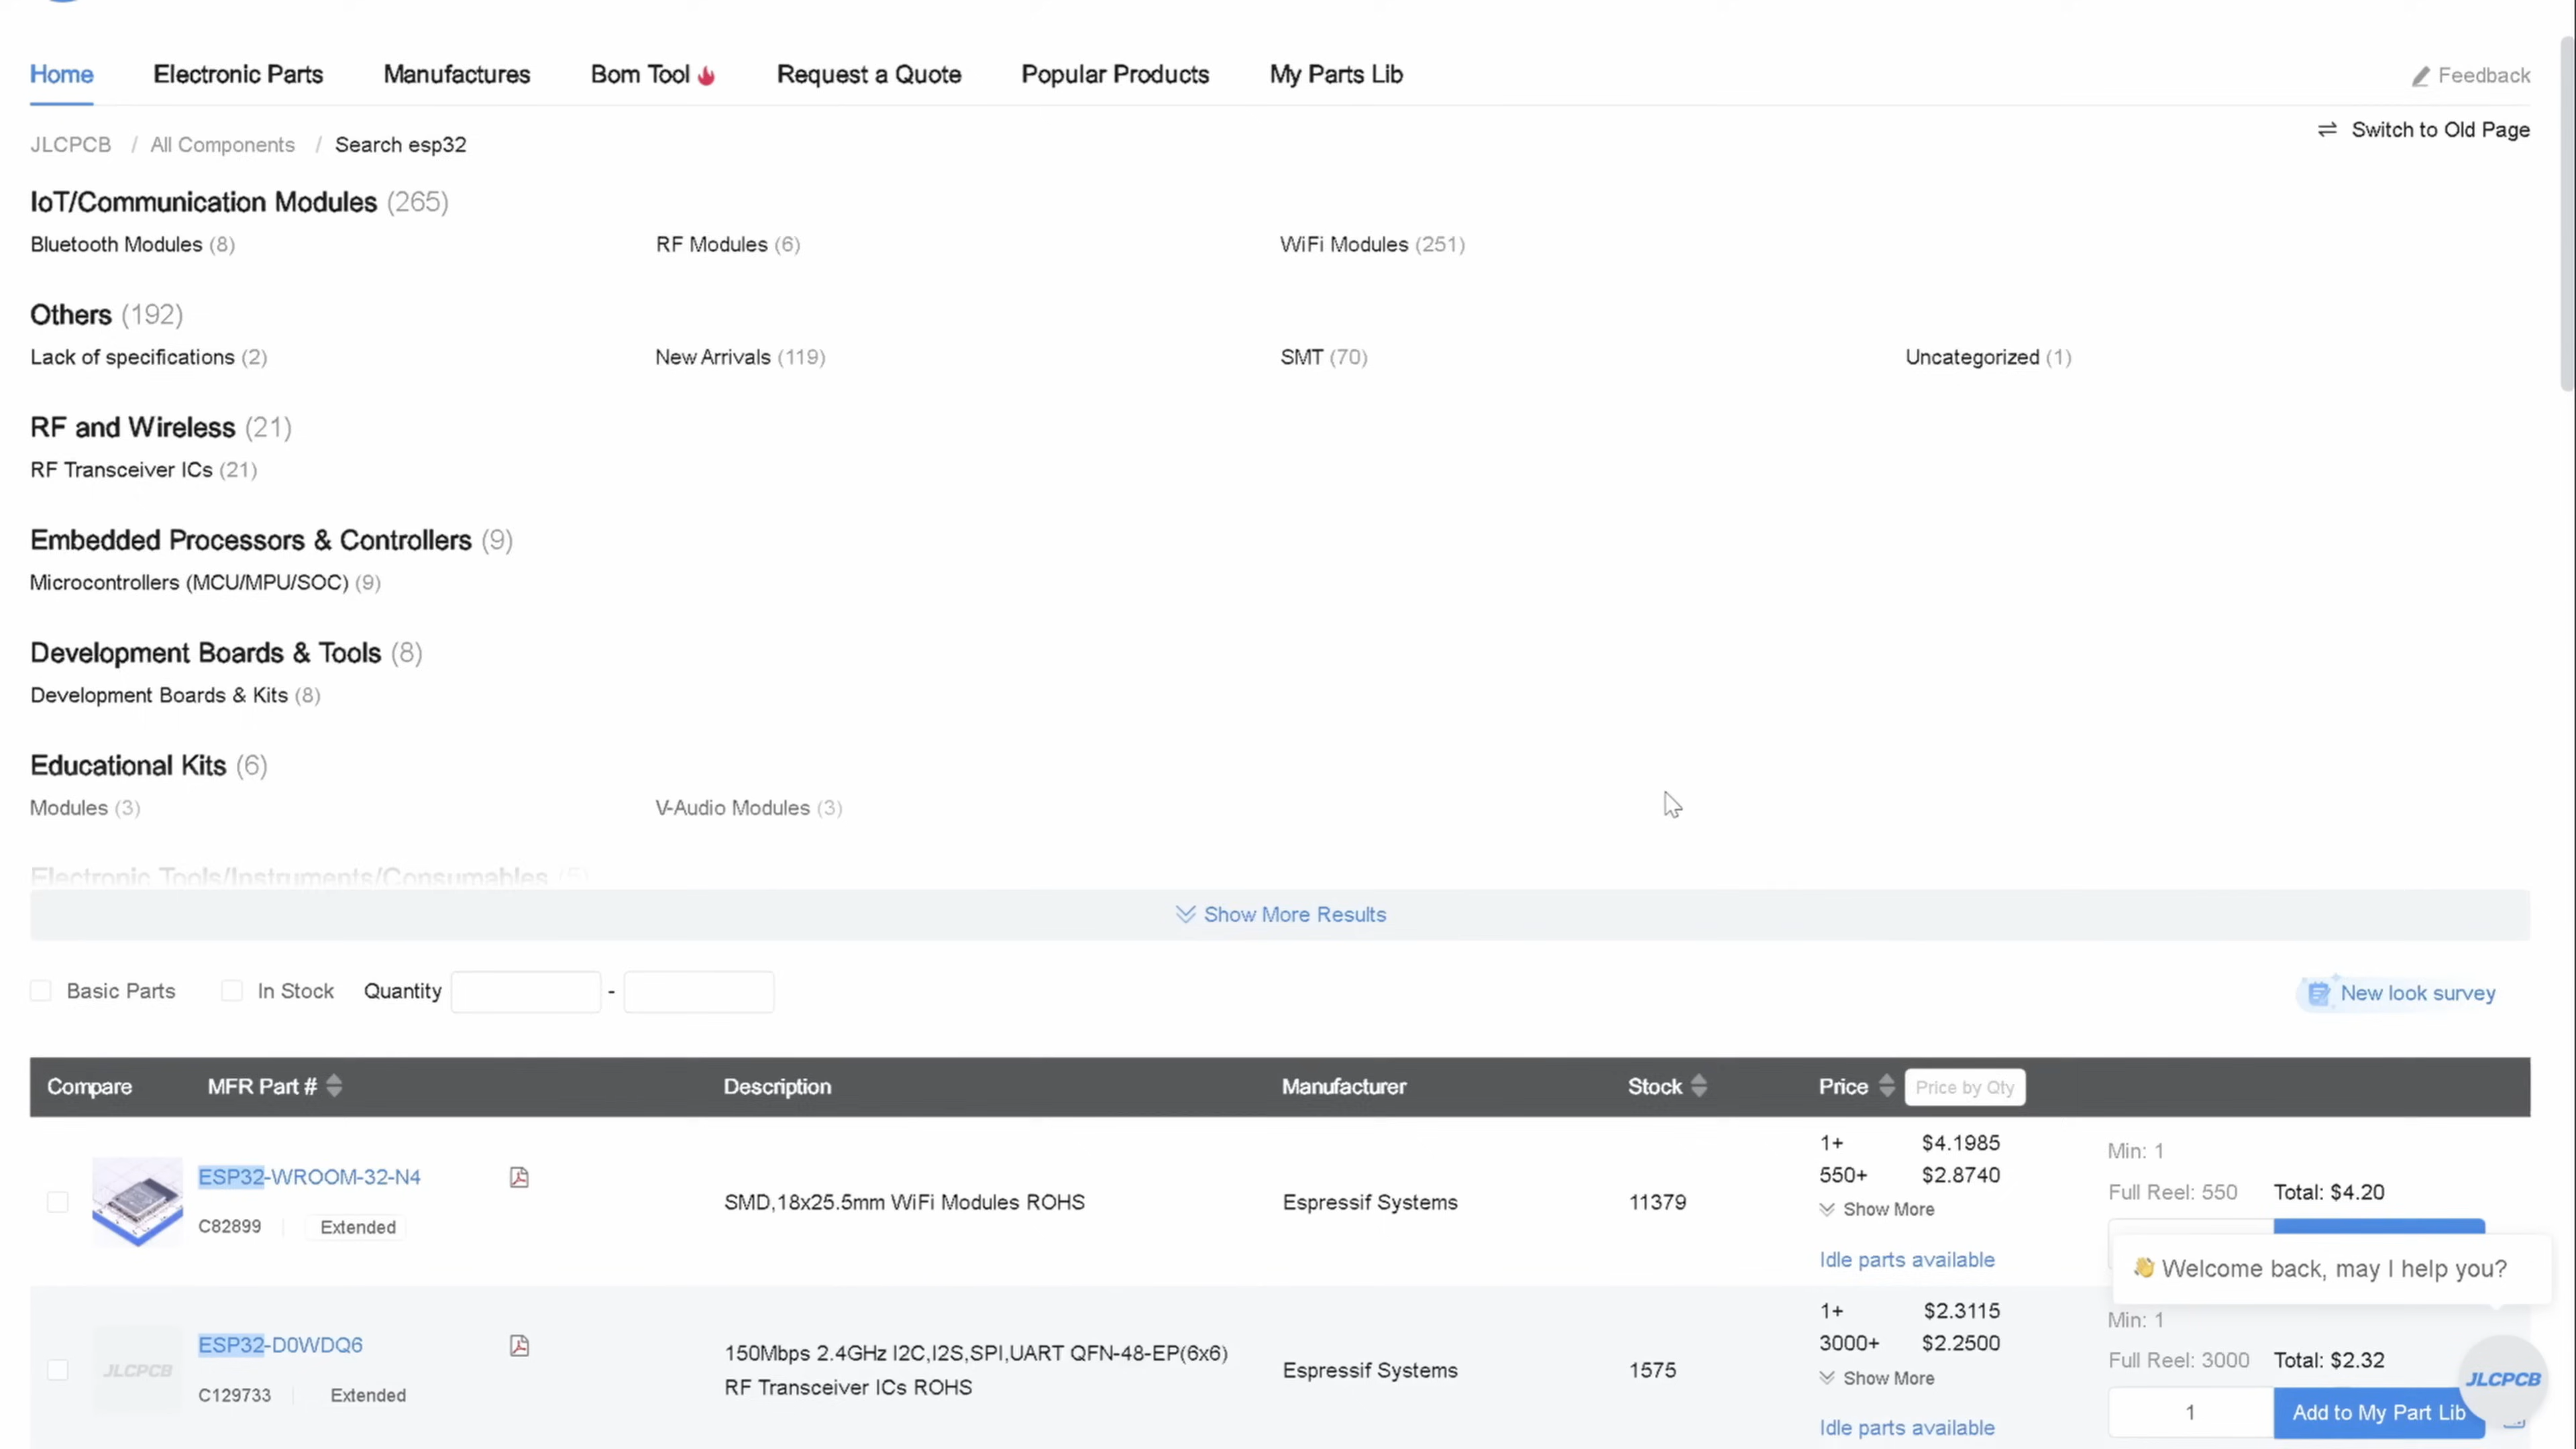 Home Electronic Parts Manufactures Bom Tool Request a Quote Popular Products My Parts Lib Feedback
JLCPCB / All Components / Search esp32 Switch to Old Page
IoT/Communication Modules (265)
Bluetooth Modules (8) RF Modules (6) WiFi Modules (251)
Others (192)
Lack of specifications (2) New Arrivals (119) SMT (70) Uncategorized (1)
RF and Wireless (21)
RF Transceiver ICs (21)
Embedded Processors & Controllers (9)
Microcontrollers (MCU/MPU/SOC) (9)
Development Boards & Tools (8)
Development Boards & Kits (8)
Educational Kits (6)
Modules (3) V-Audio Modules (3)
Electronic Tools/Instruments/Consumables (5)
Show More Results
Basic Parts In Stock Quantity - New look survey
Compare MFR Part # Description Manufacturer Stock Price Price by Qty
ESP32-WROOM-32-N4
C82899 Extended
SMD,18x25.5mm WiFi Modules ROHS
Espressif Systems
11379
1+ $4.1985
550+ $2.8740
Show More
Idle parts available
Min: 1
Full Reel: 550 Total: $4.20
👋 Welcome back, may I help you?
JLCPCB
ESP32-D0WDQ6
C129733 Extended
150Mbps 2.4GHz I2C,I2S,SPI,UART QFN-48-EP(6x6)
RF Transceiver ICs ROHS
Espressif Systems
1575
1+ $2.3115
3000+ $2.2500
Show More
Idle parts available
Min: 1
Full Reel: 3000 Total: $2.32
1 Add to My Part Lib
JLCPCB